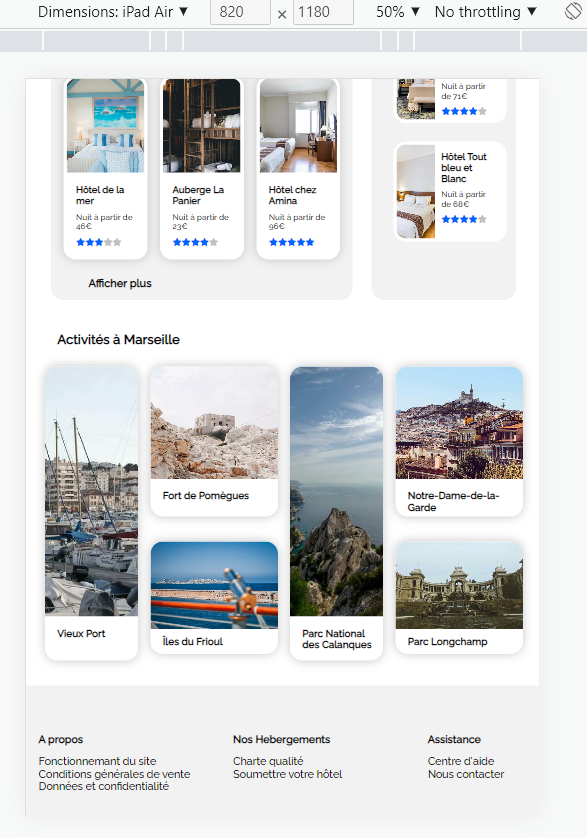 Dimensions: iPad Air ▼ 820 × 1180 50% ▼ No throttling ▼
Nuit à partir
de 71€
Hôtel de la
mer
Nuit à partir de
46€
Auberge La
Panier
Nuit à partir de
23€
Hôtel chez
Amina
Nuit à partir de
96€
Hôtel Tout
bleu et
Blanc
Nuit à partir
de 68€
Afficher plus
Activités à Marseille
Vieux Port
Fort de Pomègues
Îles du Frioul
Parc National
des Calanques
Notre-Dame-de-la-
Garde
Parc Longchamp
A propos
Fonctionnemant du site
Conditions générales de vente
Données et confidentialité
Nos Hebergements
Charte qualité
Soumettre votre hôtel
Assistance
Centre d'aide
Nous contacter